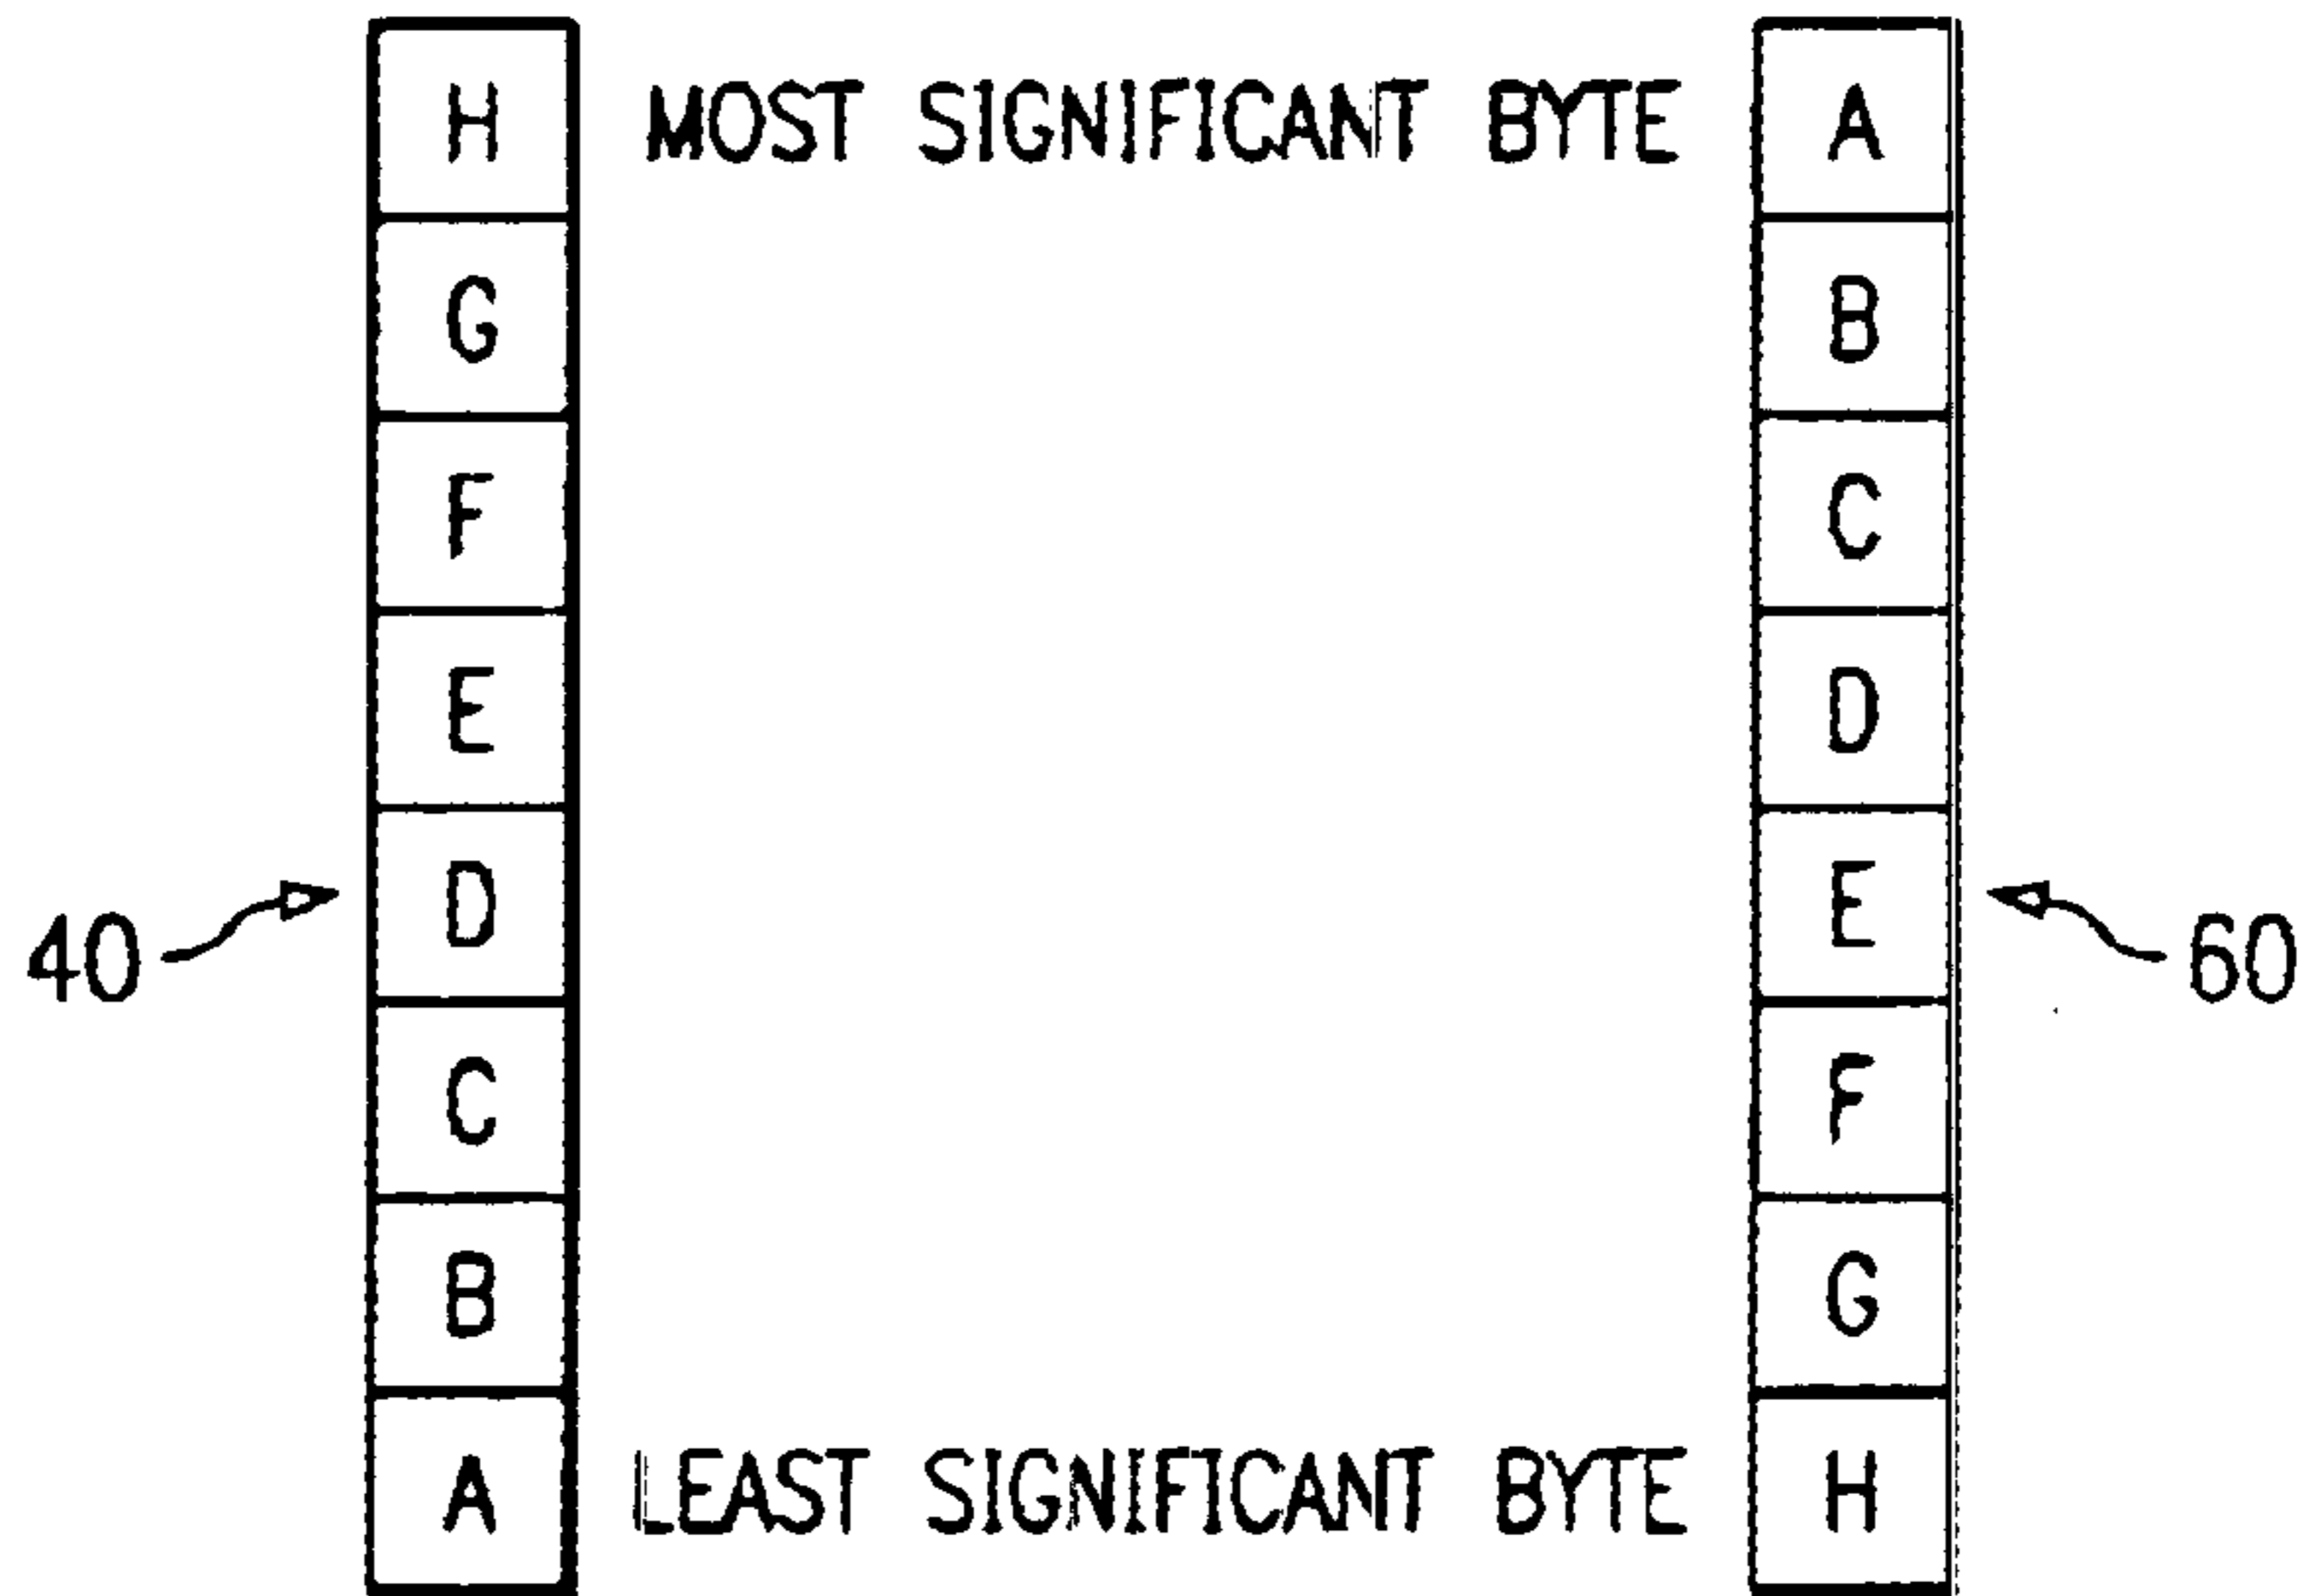 H MOST SIGNIFICANT BYTE A
G B
F C
E D
D E
40 60
C F
B G
A LEAST SIGNIFICANT BYTE H